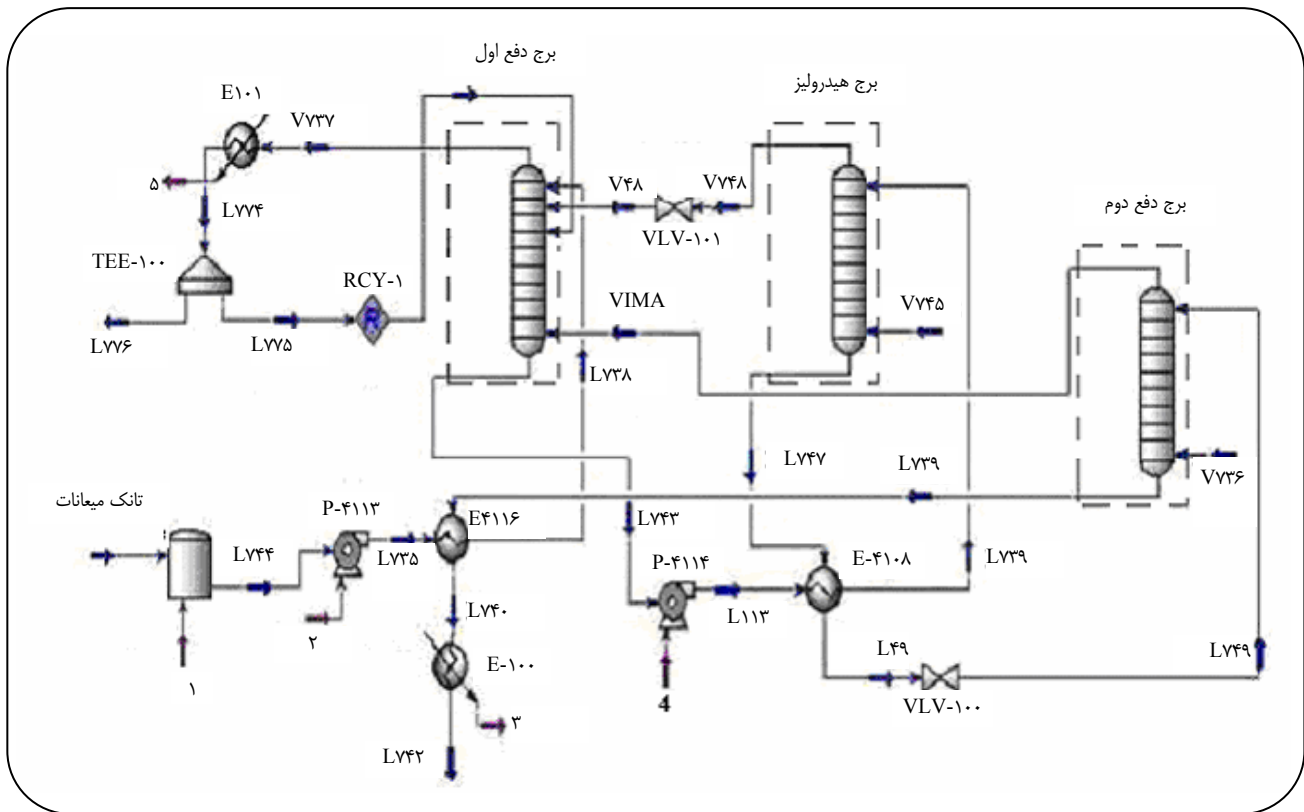 برج دفع اول
برج هیدرولیز
برج دفع دوم
E۱۰۱
V۷۳۷
۵
L۷۷۴
TEE-۱۰۰
RCY-۱
L۷۷۶
L۷۷۵
V۴۸
V۷۴۸
VLV-۱۰۱
VIMA
V۷۴۵
L۷۳۸
L۷۴۷
L۷۳۹
V۷۳۶
تانک میعانات
P-۴۱۱۳
E۴۱۱۶
L۷۴۴
L۷۳۵
L۷۴۳
P-۴۱۱۴
E-۴۱۰۸
L۷۳۹
۲
L۷۴۰
L۱۱۳
۱
E-۱۰۰
L۴۹
L۷۴۹
4
VLV-۱۰۰
۳
L۷۴۲